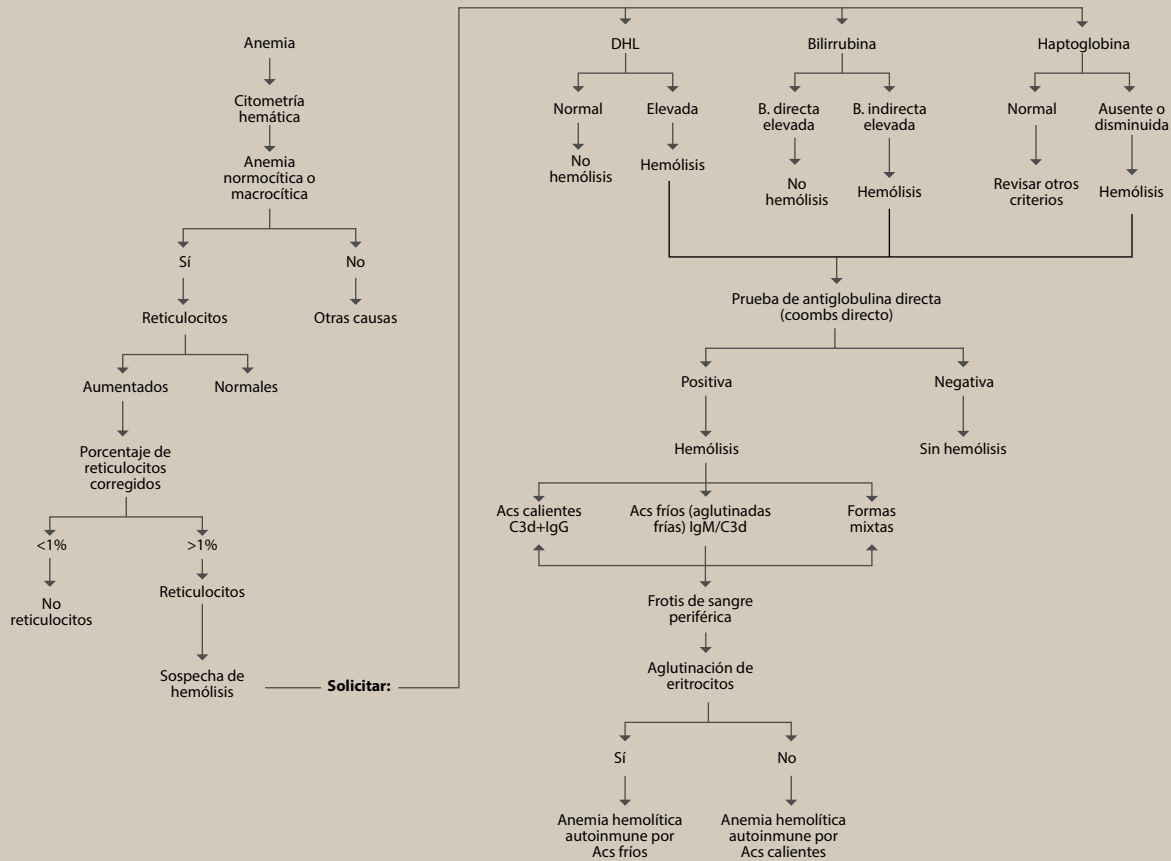 Anemia
Citometría
hemática
Anemia
normocítica o
macrocítica
Sí
No
Reticulocitos
Otras causas
Aumentados
Normales
Porcentaje de
reticulocitos
corregidos
<1%
>1%
No
reticulocitos
Reticulocitos
Sospecha de
hemólisis
Solicitar:
DHL
Bilirrubina
Haptoglobina
Normal
Elevada
B. directa
elevada
B. indirecta
elevada
Normal
Ausente o
disminuida
No
hemólisis
Hemólisis
No
hemólisis
Hemólisis
Revisar otros
criterios
Hemólisis
Prueba de antiglobulina directa
(coombs directo)
Positiva
Negativa
Hemólisis
Sin hemólisis
Acs calientes
C3d+IgG
Acs fríos (aglutinadas
frías) IgM/C3d
Formas
mixtas
Frotis de sangre
periférica
Aglutinación de
eritrocitos
Sí
No
Anemia hemolítica
autoinmune por
Acs fríos
Anemia hemolítica
autoinmune por
Acs calientes